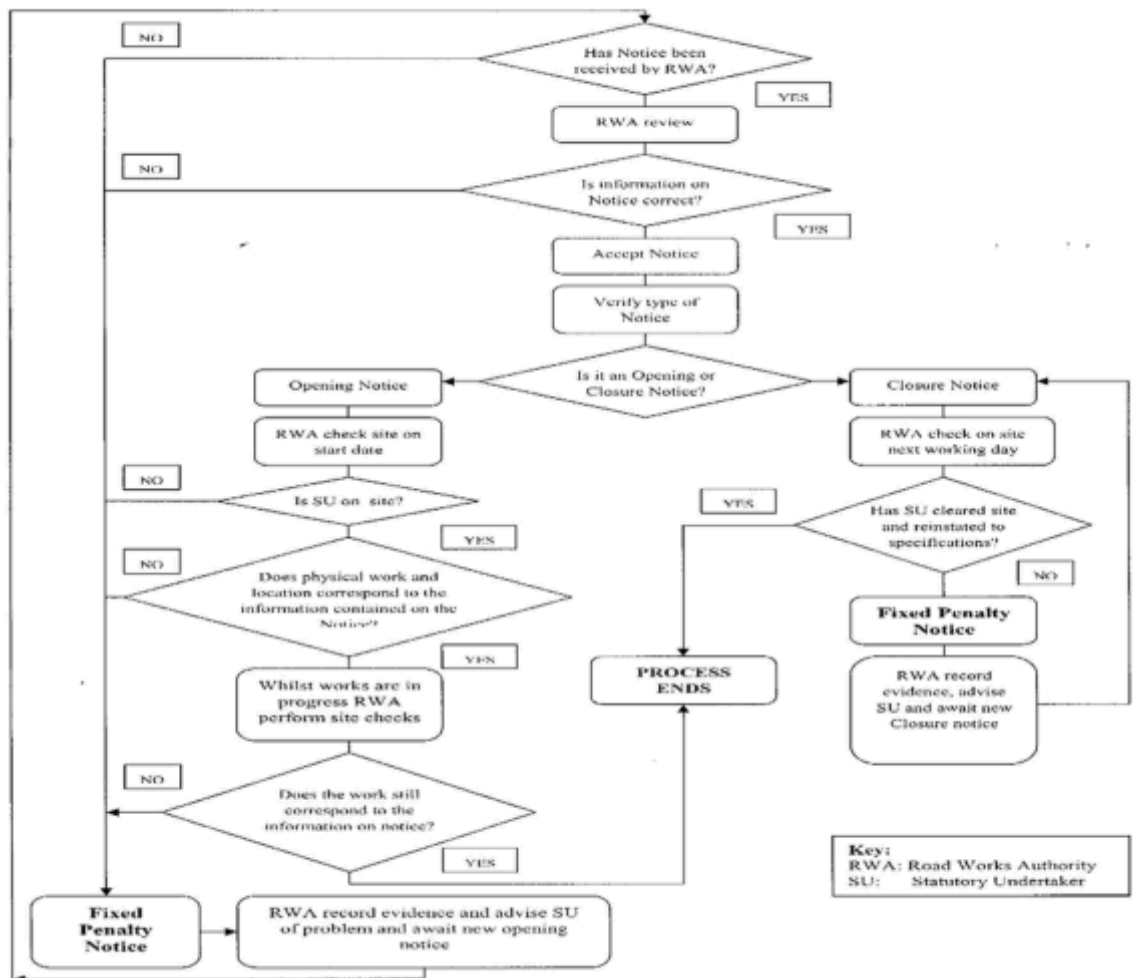 NO
Has Notice been
received by RWA?
YES
RWA review
NO
Is information on
Notice correct?
YES
Accept Notice
Verify type of
Notice
Is it an Opening or
Closure Notice?
Opening Notice
Closure Notice
RWA check site on
start date
RWA check on site
next working day
NO
Is SU on site?
YES
YES
Has SU cleared site
and reinstated to
specifications?
NO
NO
Does physical work and
location correspond to the
information contained on the
Notice?
YES
Fixed Penalty
Notice
Whilst works are in
progress RWA
perform site checks
PROCESS
ENDS
RWA record
evidence, advise
SU and await new
Closure notice
NO
Does the work still
correspond to the
information on notice?
YES
Key:
RWA: Road Works Authority
SU: Statutory Undertaker
Fixed
Penalty
Notice
RWA record evidence and advise SU
of problem and await new opening
notice